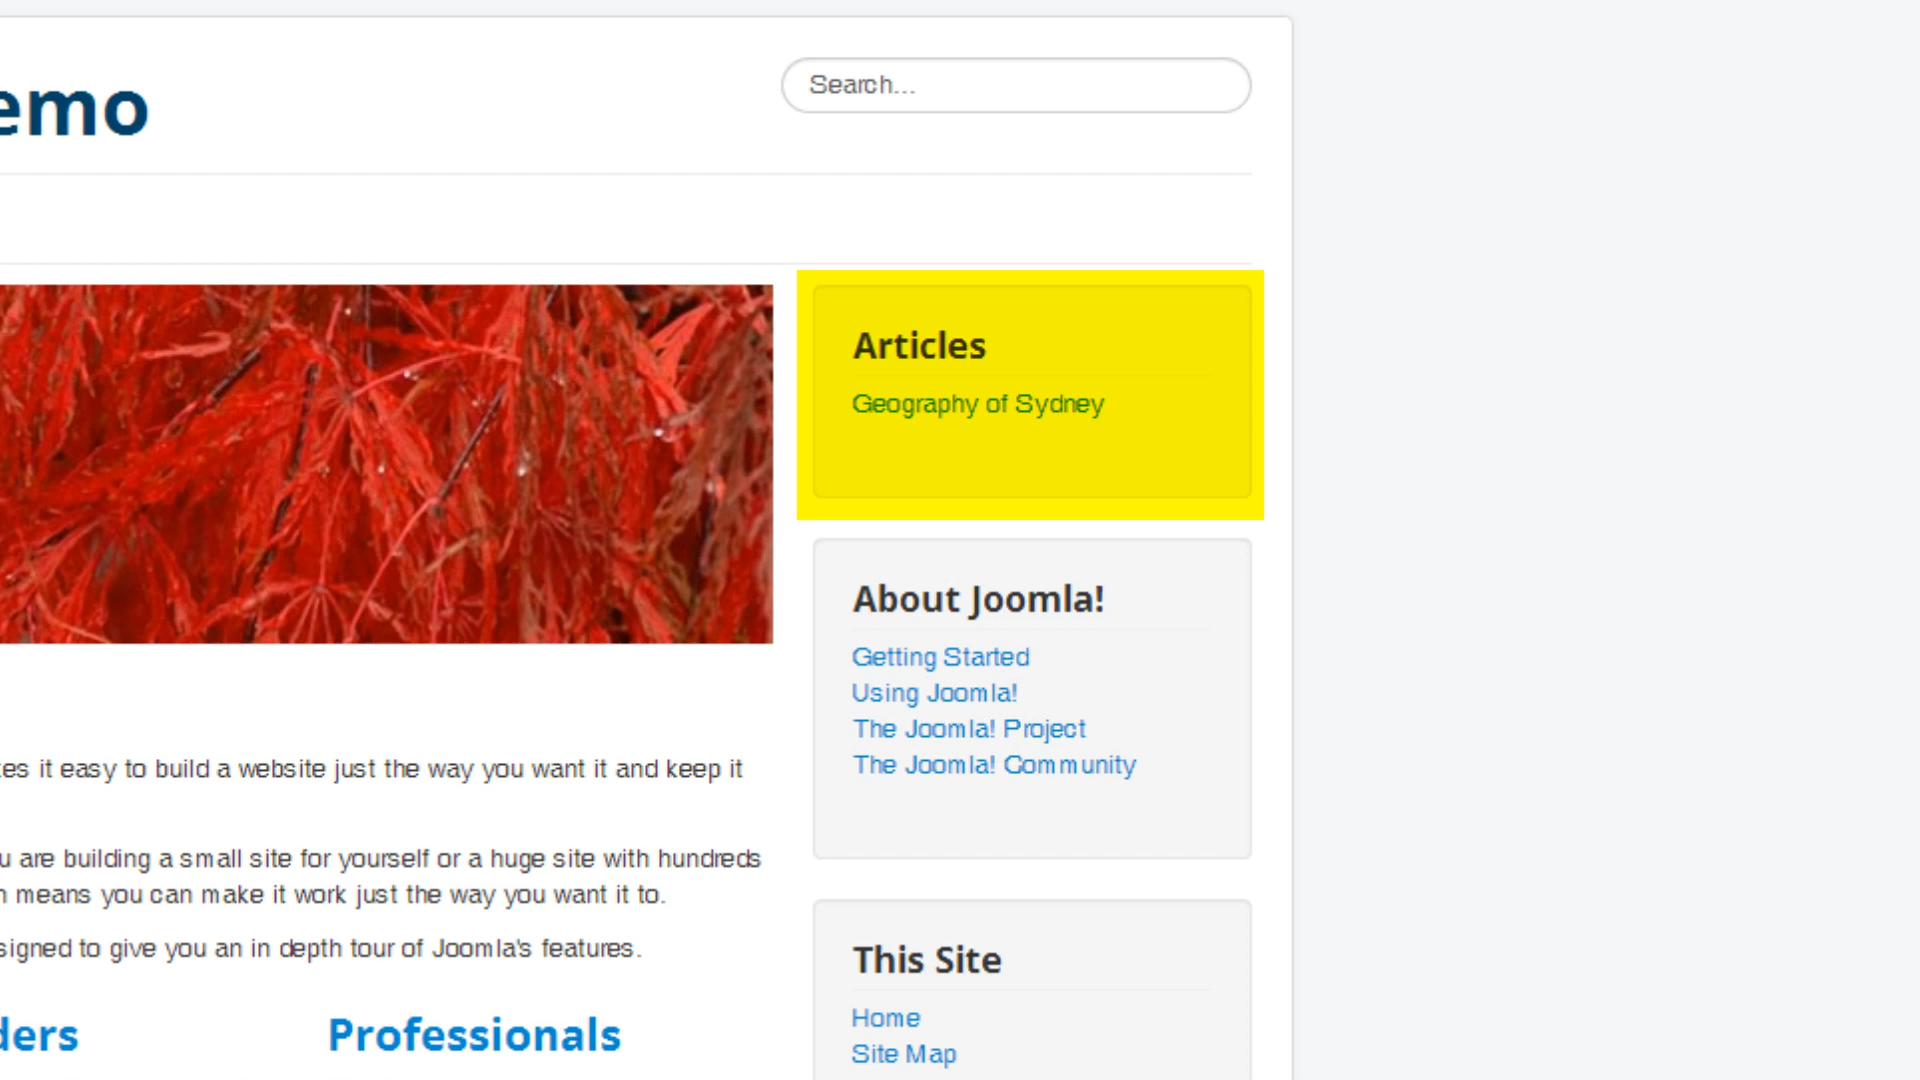 emo
Search...
Articles
Geography of Sydney
About Joomla!
Getting Started
Using Joomla!
The Joomla! Project
The Joomla! Community
es it easy to build a website just the way you want it and keep it
u are building a small site for yourself or a huge site with hundreds
means you can make it work just the way you want it to.
signed to give you an in depth tour of Joomla's features.
ders
Professionals
This Site
Home
Site Map